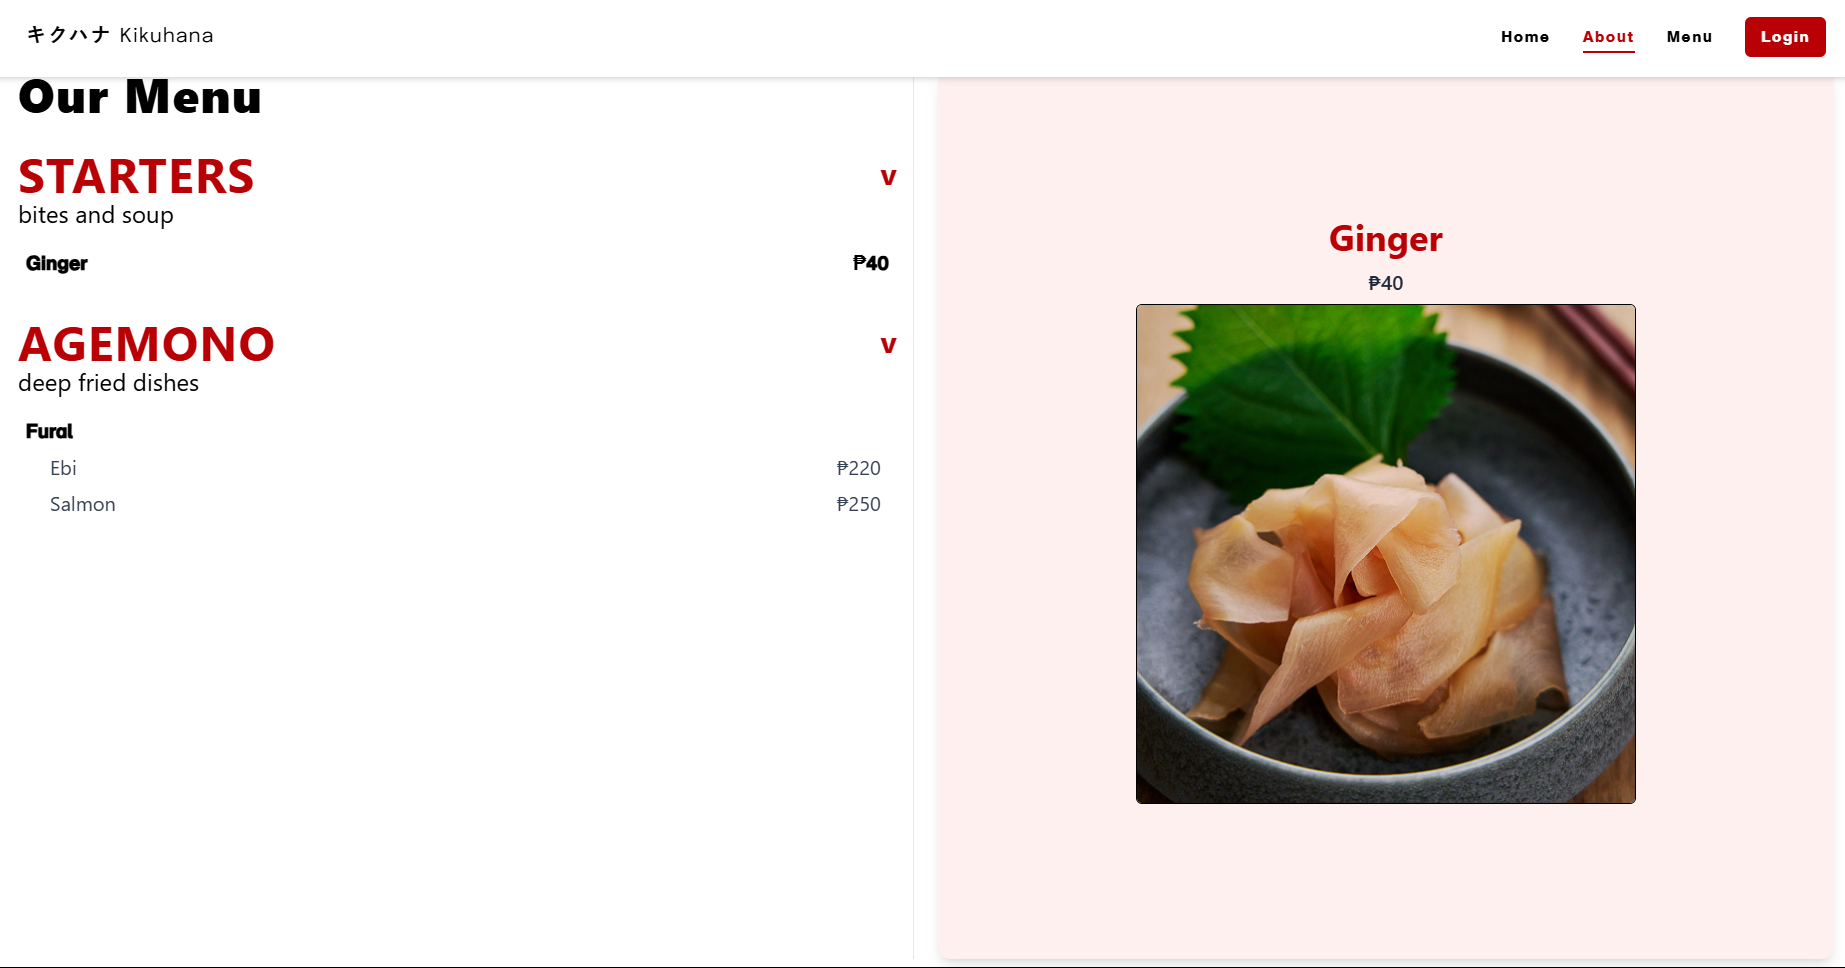 キクハナ Kikuhana
Home About Menu Login
Our Menu
STARTERS v
bites and soup
Ginger ₱40
AGEMONO v
deep fried dishes
Fural
Ebi ₱220
Salmon ₱250
Ginger
₱40